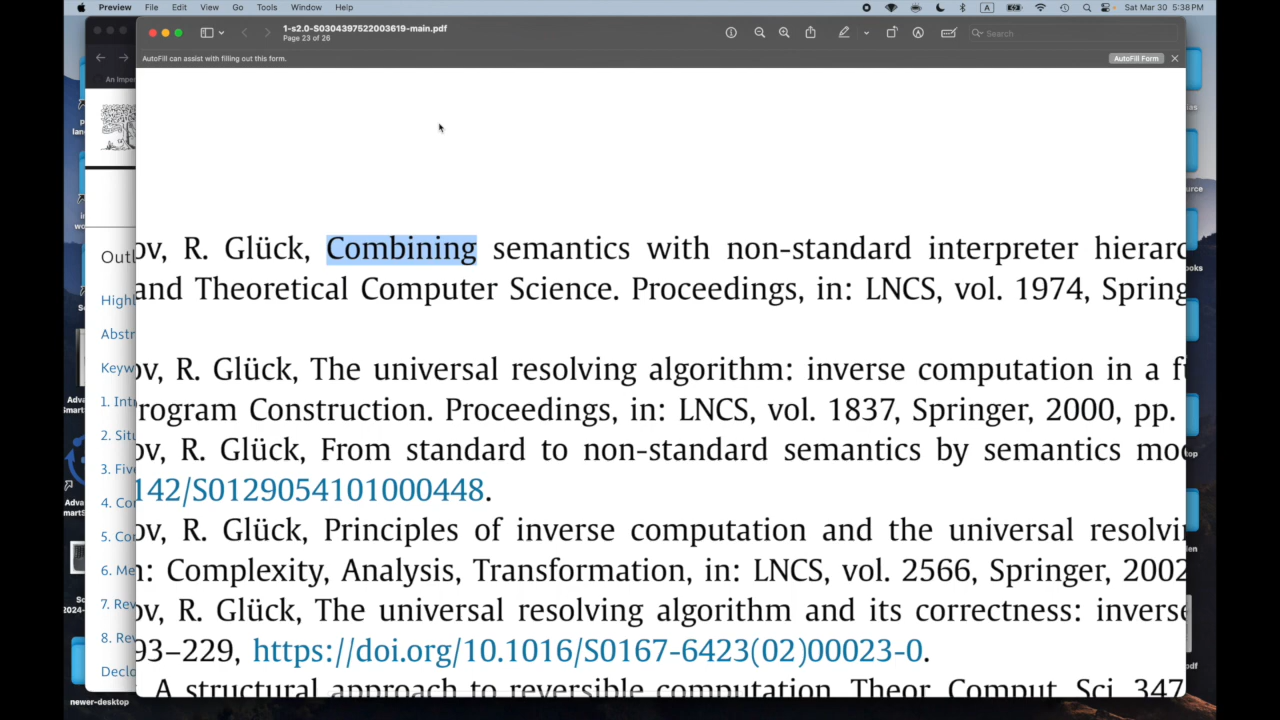 Preview File Edit View Go Tools Window Help
A
Sat Mar 30 5:38 PM
1-s2.0-S0304397522003619-main.pdf
Page 23 of 26
Search
AutoFill can assist with filling out this form.
AutoFill Form
An Impe
Outl
Highl
Abstr
Keyw
1. Intr
2. Situ
3. Five
4. Co
5. Co
6. Me
7. Rev
8. Rev
Decla
ov, R. Glück, Combining semantics with non-standard interpreter hierarc
and Theoretical Computer Science. Proceedings, in: LNCS, vol. 1974, Spring
ov, R. Glück, The universal resolving algorithm: inverse computation in a fu
rogram Construction. Proceedings, in: LNCS, vol. 1837, Springer, 2000, pp.
ov, R. Glück, From standard to non-standard semantics by semantics mo
142/S0129054101000448.
ov, R. Glück, Principles of inverse computation and the universal resolvi
n: Complexity, Analysis, Transformation, in: LNCS, vol. 2566, Springer, 2002
ov, R. Glück, The universal resolving algorithm and its correctness: inverse
93–229, https://doi.org/10.1016/S0167-6423(02)00023-0.
A structural approach to reversible computation, Theor. Comput. Sci. 347
newer-desktop